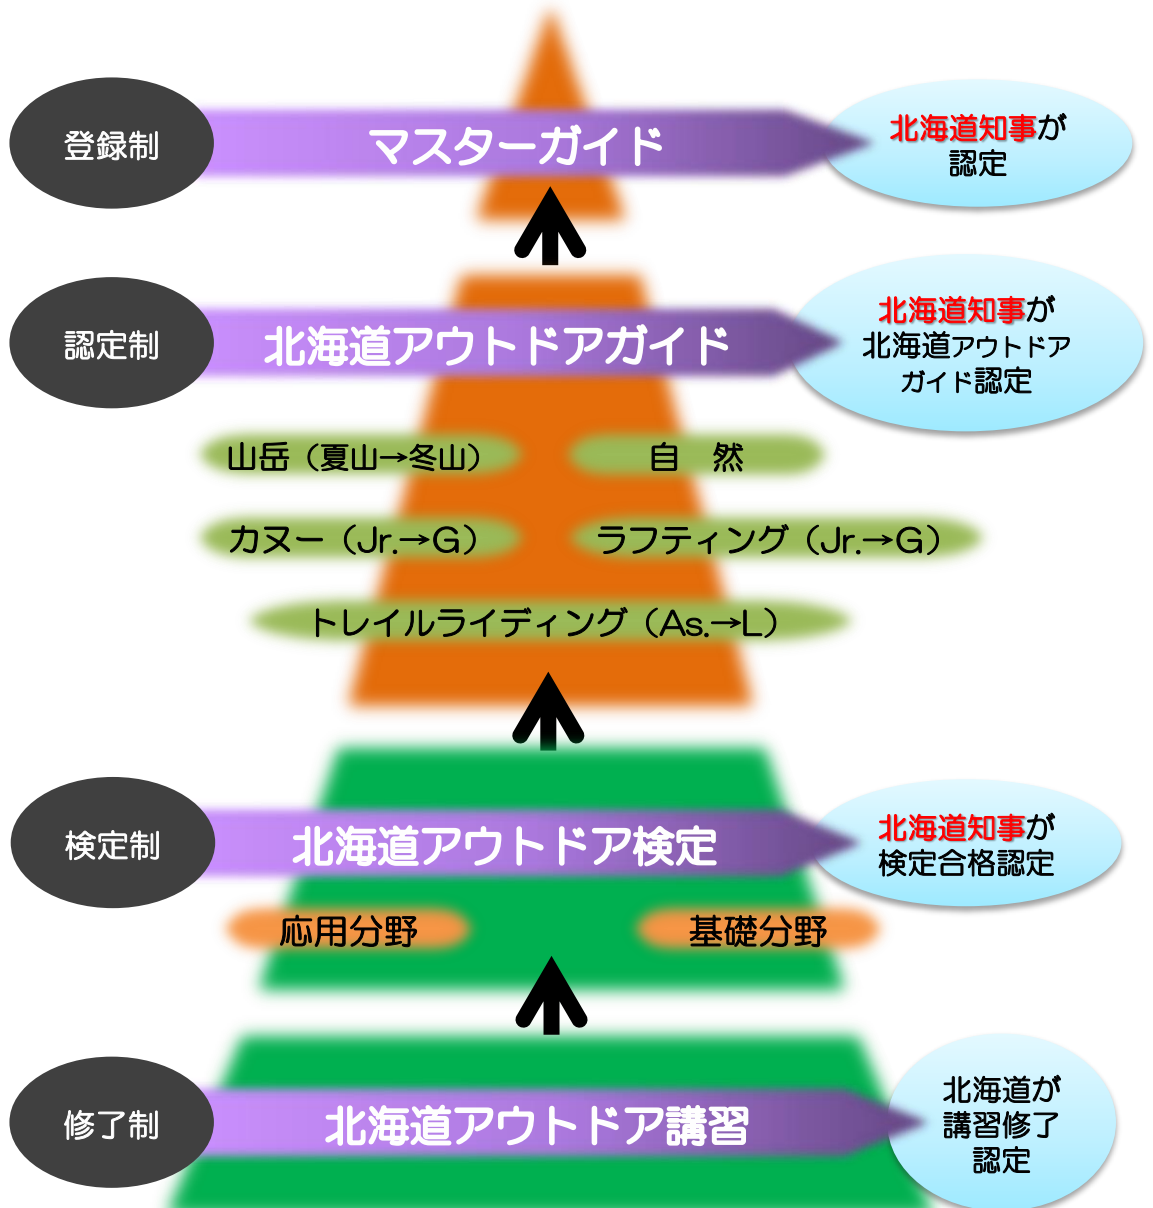 登録制
マスターガイド
北海道知事が
認定
認定制
北海道アウトドアガイド
北海道知事が
北海道アウトドア
ガイド認定
山岳（夏山→冬山）
自　然
カヌー（Jr.→G）
ラフティング（Jr.→G）
トレイルライディング（As.→L）
検定制
北海道アウトドア検定
北海道知事が
検定合格認定
応用分野
基礎分野
修了制
北海道アウトドア講習
北海道が
講習修了
認定